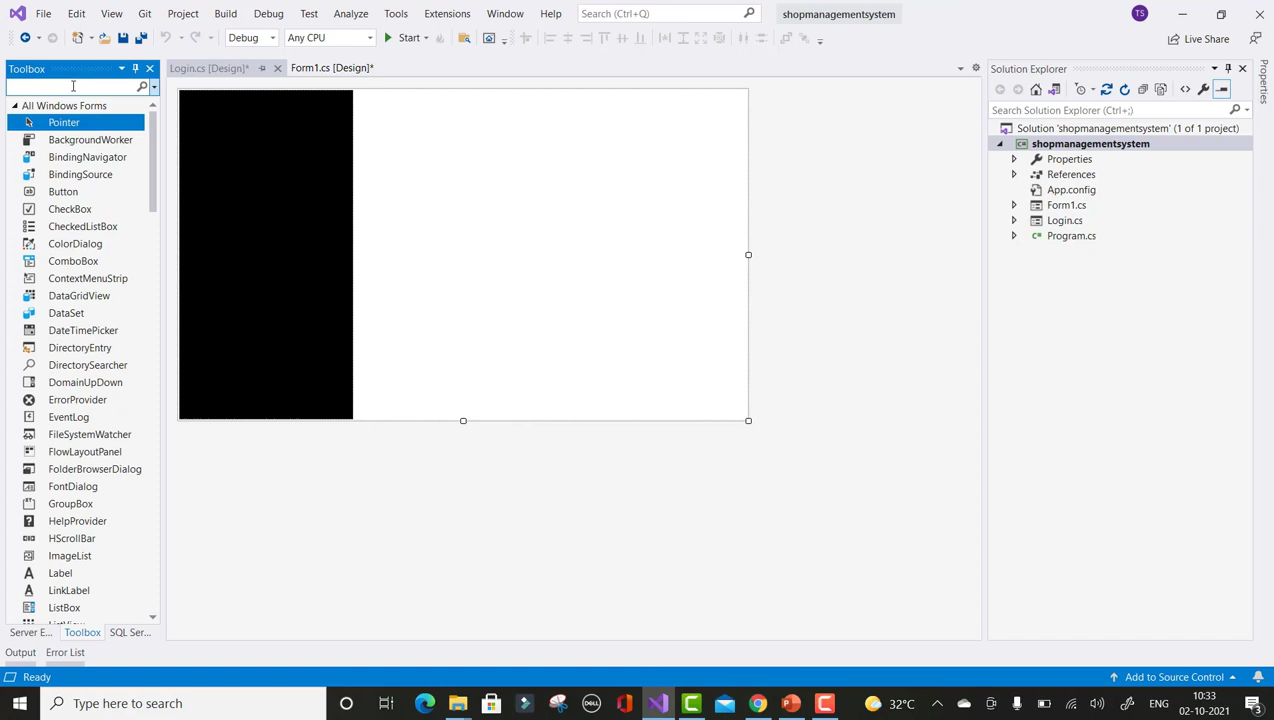 File Edit View Git Project Build Debug Test Analyze Tools Extensions Window Help Search (Ctrl+Q) shopmanagementsystem TS
Debug Any CPU Start Live Share
Toolbox
Login.cs [Design]* Form1.cs [Design]*
All Windows Forms
Pointer
BackgroundWorker
BindingNavigator
BindingSource
Button
CheckBox
CheckedListBox
ColorDialog
ComboBox
ContextMenuStrip
DataGridView
DataSet
DateTimePicker
DirectoryEntry
DirectorySearcher
DomainUpDown
ErrorProvider
EventLog
FileSystemWatcher
FlowLayoutPanel
FolderBrowserDialog
FontDialog
GroupBox
HelpProvider
HScrollBar
ImageList
Label
LinkLabel
ListBox
Server E... Toolbox SQL Ser...
Output Error List
Solution Explorer
Search Solution Explorer (Ctrl+;)
Solution 'shopmanagementsystem' (1 of 1 project)
shopmanagementsystem
Properties
References
App.config
Form1.cs
Login.cs
Program.cs
Properties
Ready Add to Source Control
Type here to search DELL 32°C ENG 10:33
02-10-2021 3